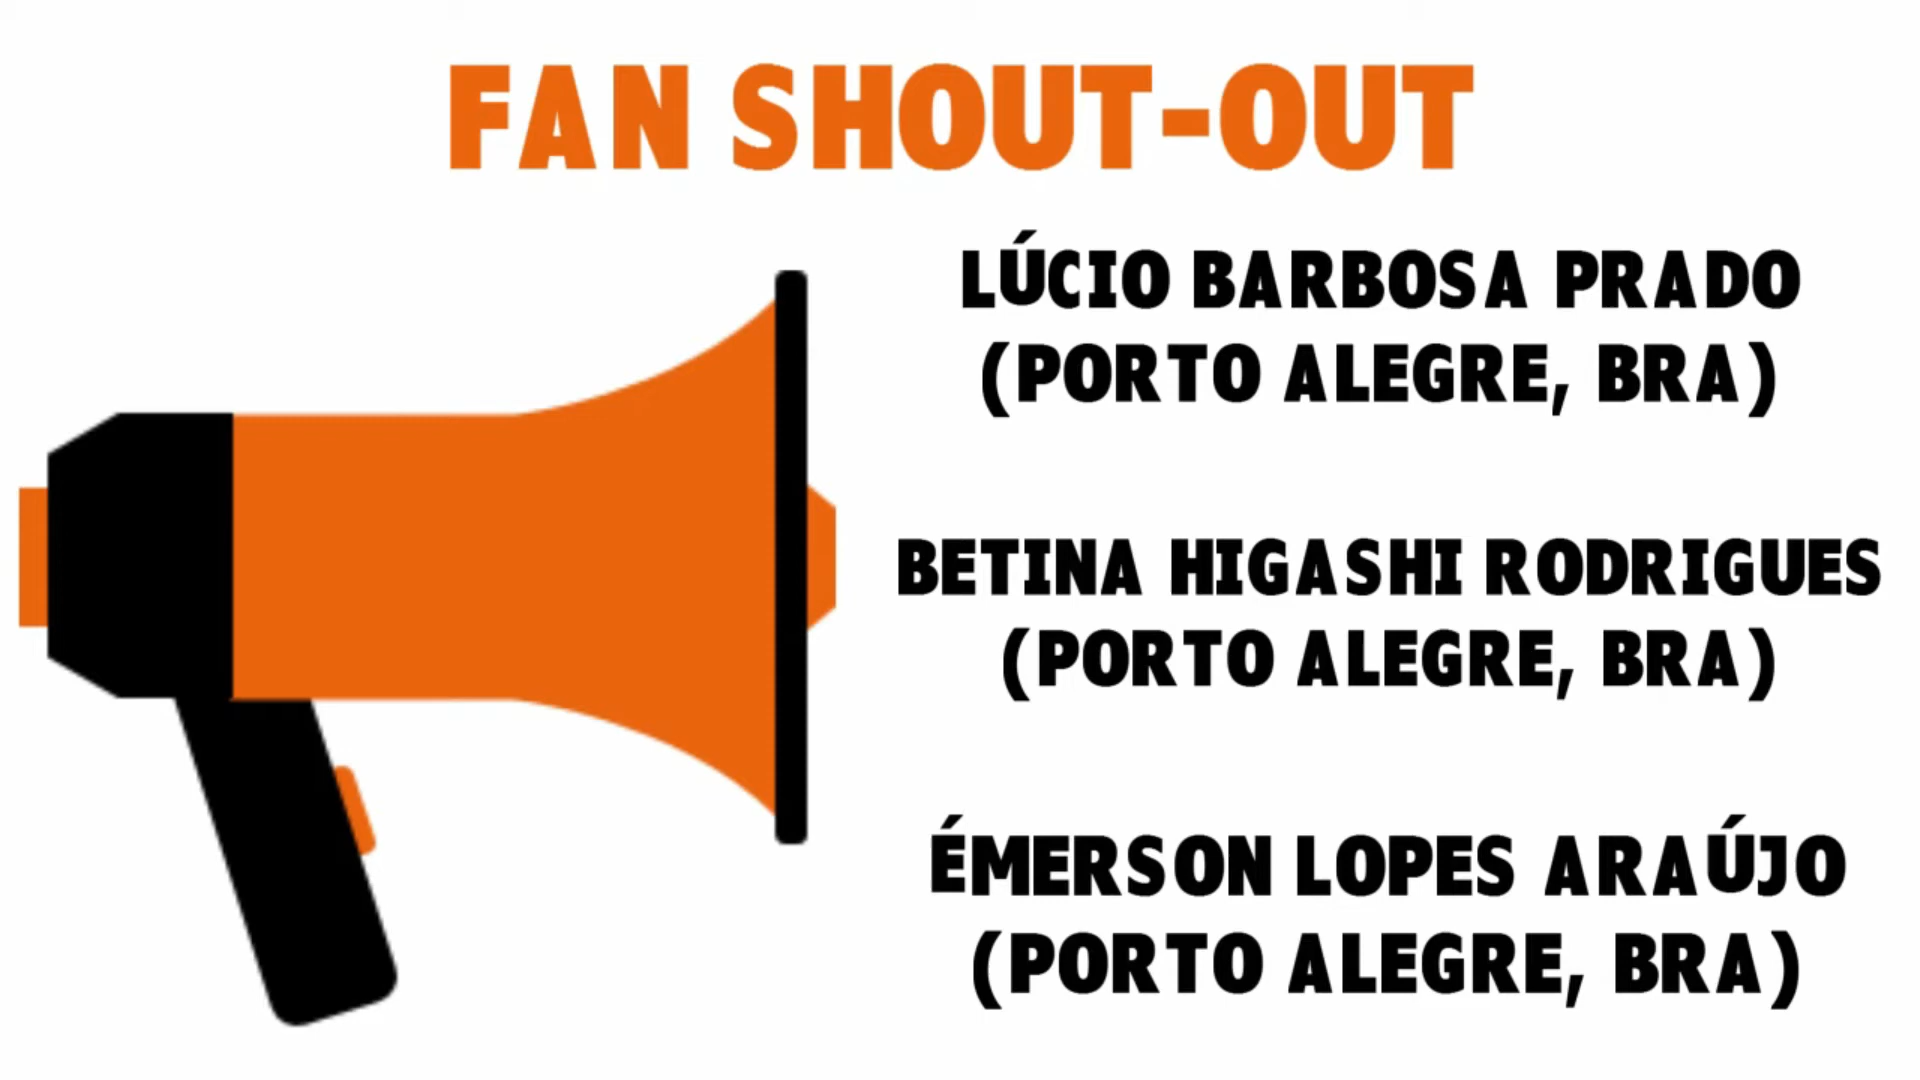 FAN SHOUT-OUT
LÚCIO BARBOSA PRADO
(PORTO ALEGRE, BRA)
BETINA HIGASHI RODRIGUES
(PORTO ALEGRE, BRA)
ÉMERSON LOPES ARAÚJO
(PORTO ALEGRE, BRA)